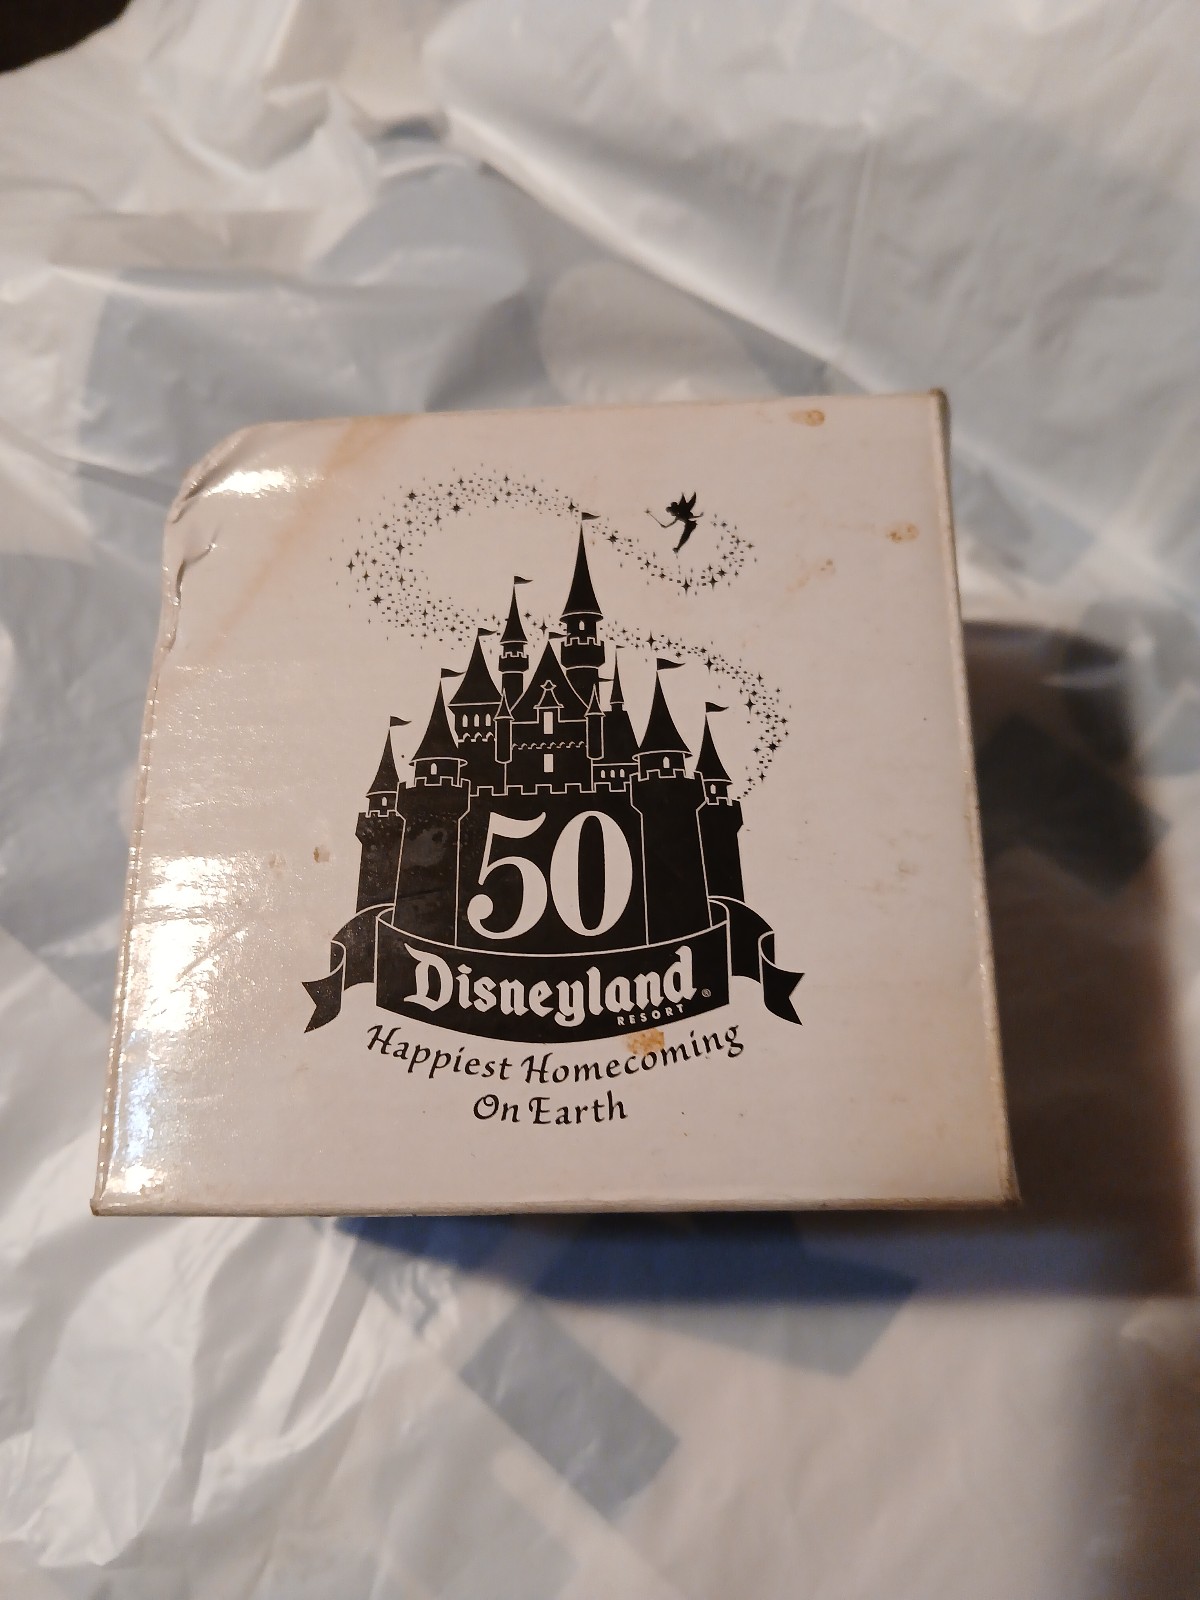 50
Disneyland®
RESORT
Happiest Homecoming
On Earth